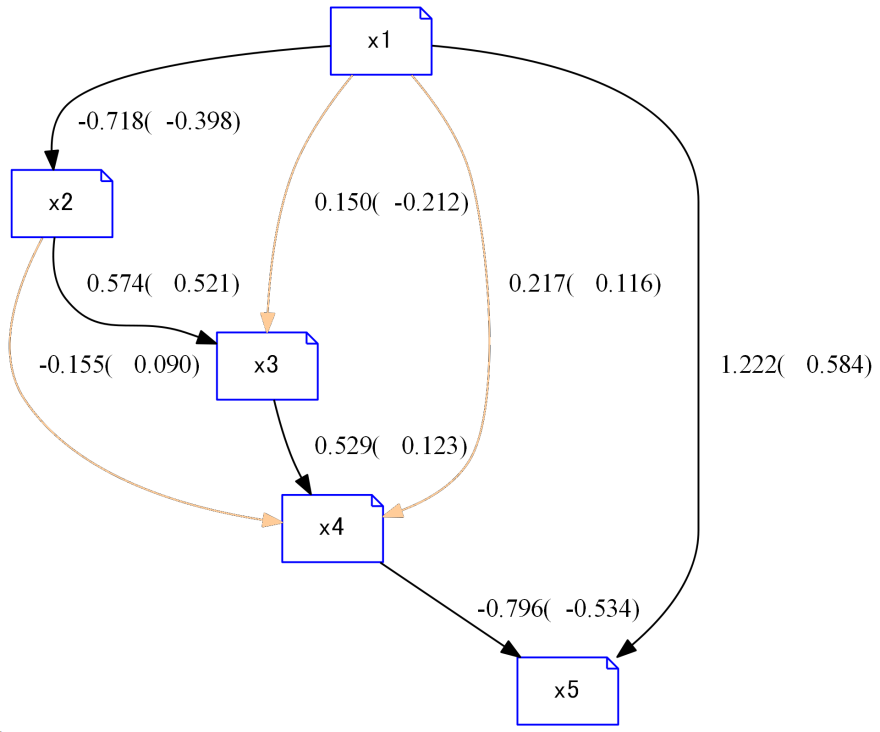 x1
-0.718( -0.398)
x2
0.150( -0.212)
0.574( 0.521)
0.217( 0.116)
x3
-0.155( 0.090)
1.222( 0.584)
0.529( 0.123)
x4
-0.796( -0.534)
x5